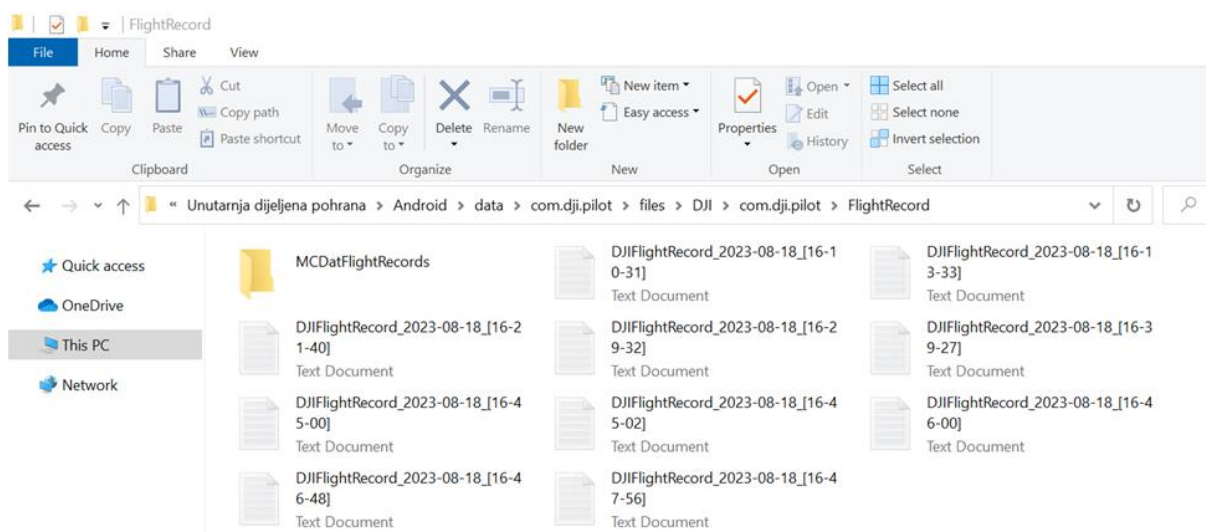 FlightRecord
File Home Share View
Pin to Quick access
Copy
Paste
Cut
Copy path
Paste shortcut
Clipboard
Move to
Copy to
Delete
Rename
Organize
New folder
New item
Easy access
New
Properties
Open
Edit
History
Open
Select all
Select none
Invert selection
Select
« Unutarnja dijeljena pohrana > Android > data > com.dji.pilot > files > DJI > com.dji.pilot > FlightRecord
Quick access
OneDrive
This PC
Network
MCDatFlightRecords
DJIFlightRecord_2023-08-18_[16-1
0-31]
Text Document
DJIFlightRecord_2023-08-18_[16-1
3-33]
Text Document
DJIFlightRecord_2023-08-18_[16-2
1-40]
Text Document
DJIFlightRecord_2023-08-18_[16-2
9-32]
Text Document
DJIFlightRecord_2023-08-18_[16-3
9-27]
Text Document
DJIFlightRecord_2023-08-18_[16-4
5-00]
Text Document
DJIFlightRecord_2023-08-18_[16-4
5-02]
Text Document
DJIFlightRecord_2023-08-18_[16-4
6-00]
Text Document
DJIFlightRecord_2023-08-18_[16-4
6-48]
Text Document
DJIFlightRecord_2023-08-18_[16-4
7-56]
Text Document